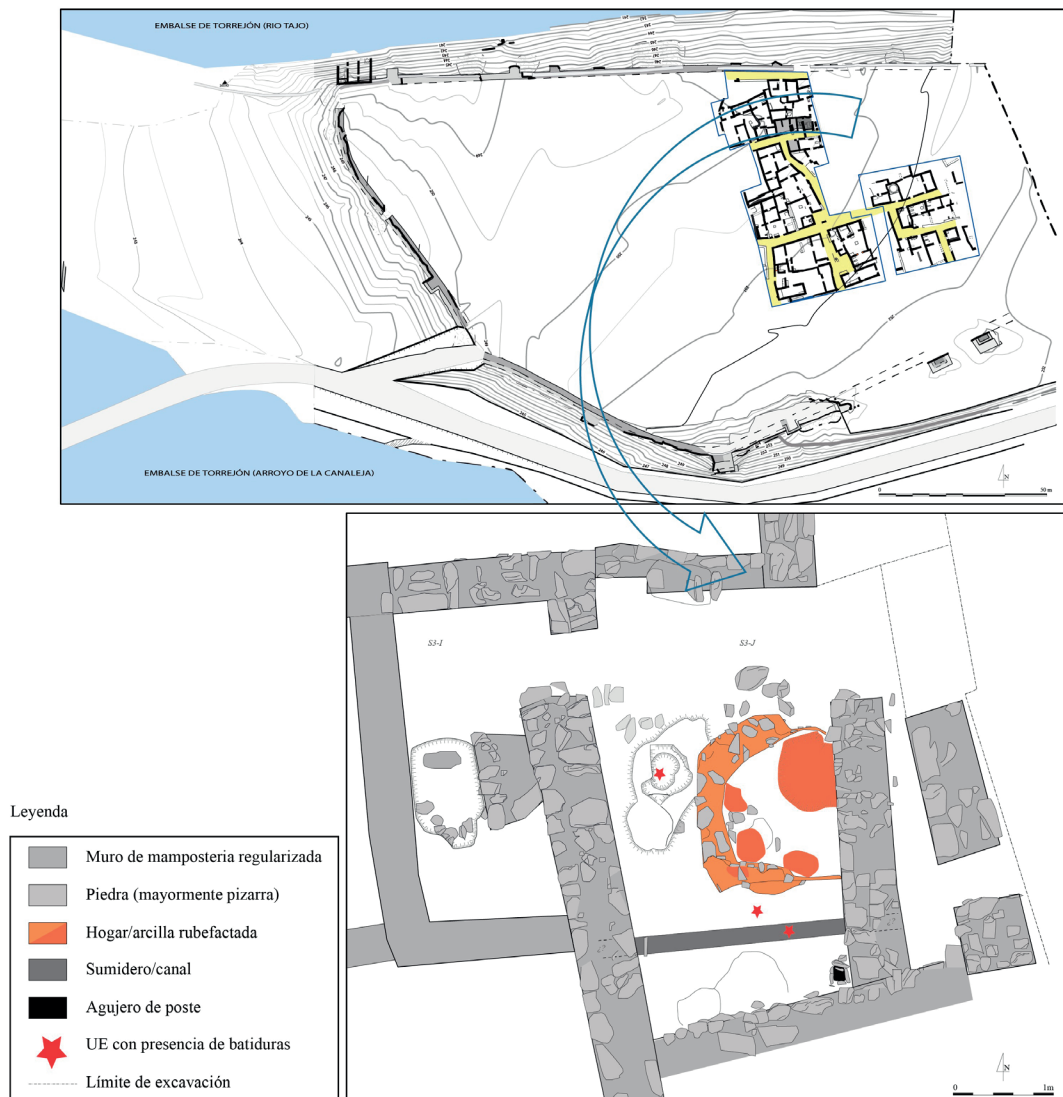 EMBALSE DE TORREJÓN (RIO TAJO)
EMBALSE DE TORREJÓN (ARROYO DE LA CANALEJA)
N
0 50 m
S3-I
S3-J
Leyenda
Muro de mamposteria regularizada
Piedra (mayormente pizarra)
Hogar/arcilla rubefactada
Sumidero/canal
Agujero de poste
UE con presencia de batiduras
Límite de excavación
N
0 1m